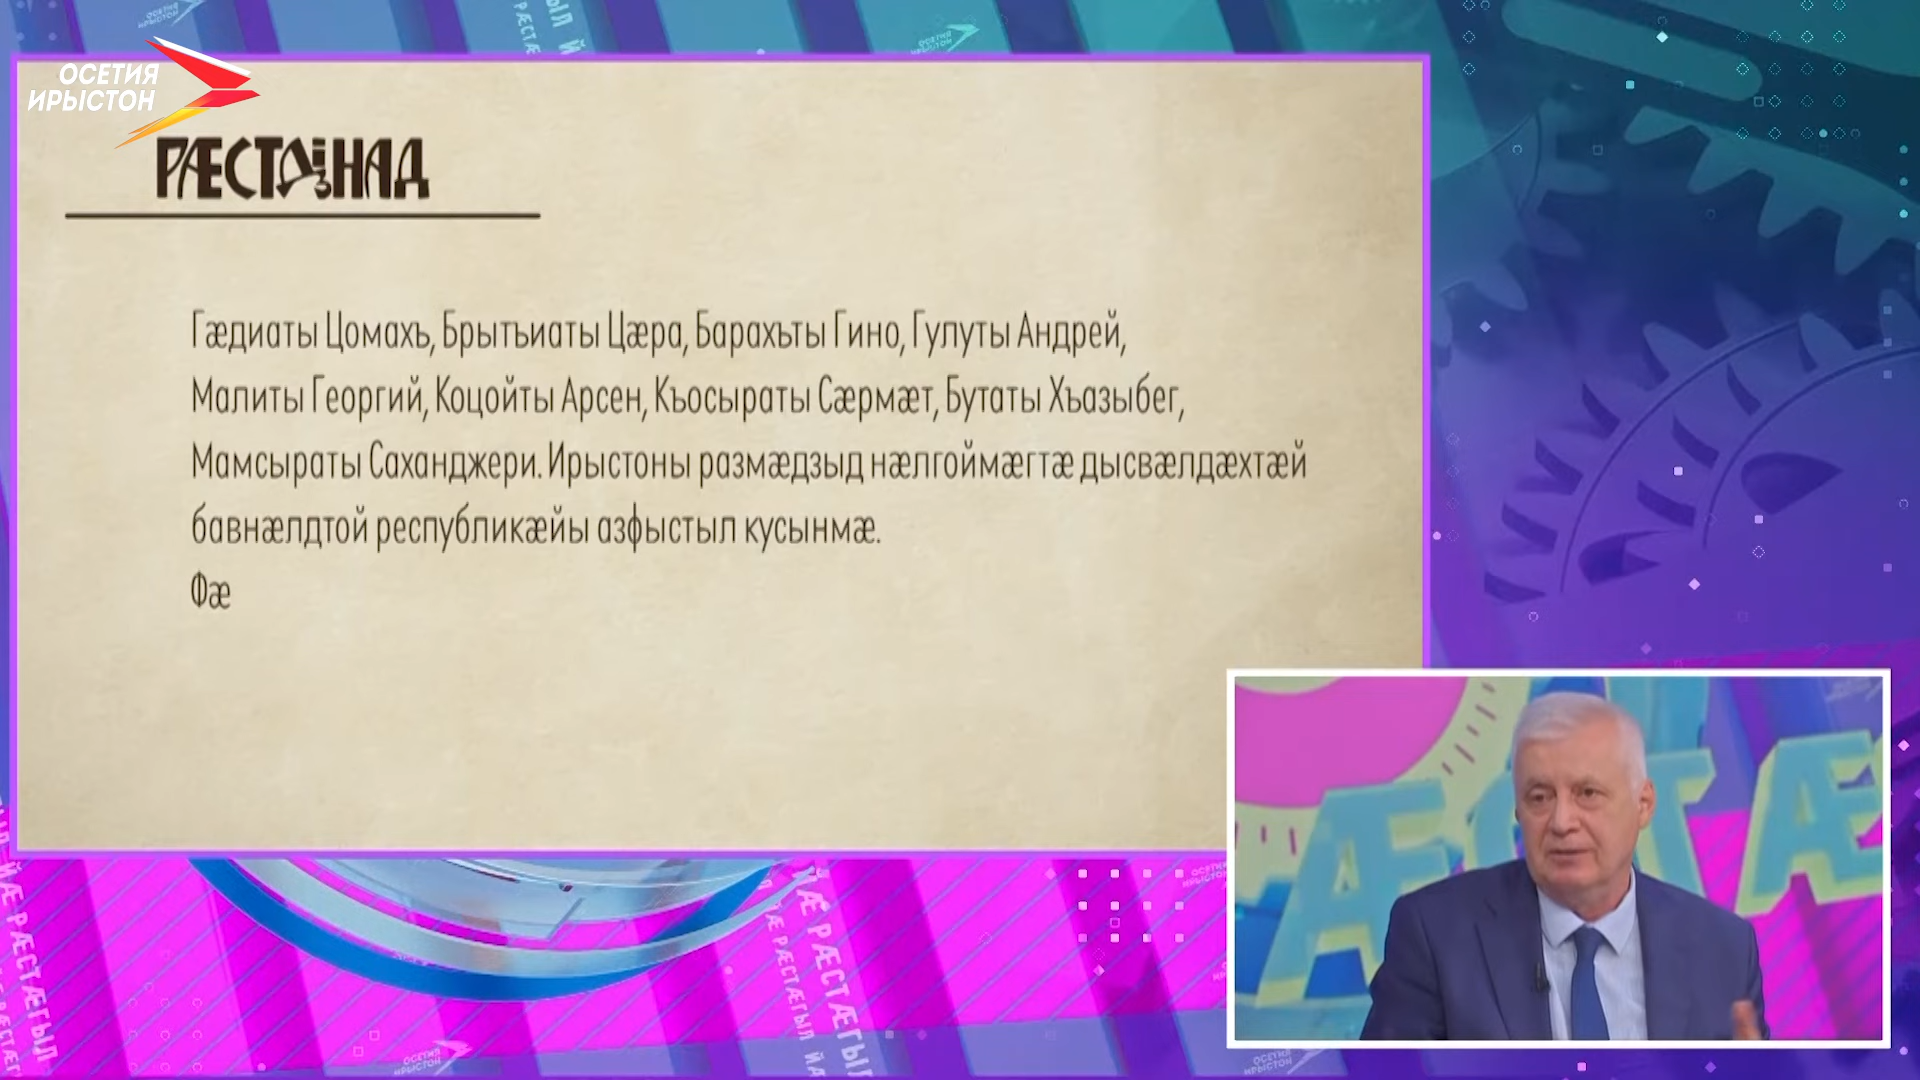 ОСЕТИЯ
ИРЫСТОН
РÆСТДЗИНАД
Гæдиаты Цомахъ, Брытъиаты Цæра, Барахъты Гино, Гулуты Андрей,
Малиты Георгий, Коцойты Арсен, Къосыраты Сæрмæт, Бутаты Хъазыбег,
Мамсыраты Саханджери. Ирыстоны размæдзыд нæлгоймæгтæ дысвæлдæхтæй
бавнæлдтой республикæйы азфыстыл кусынмæ.
Фæ